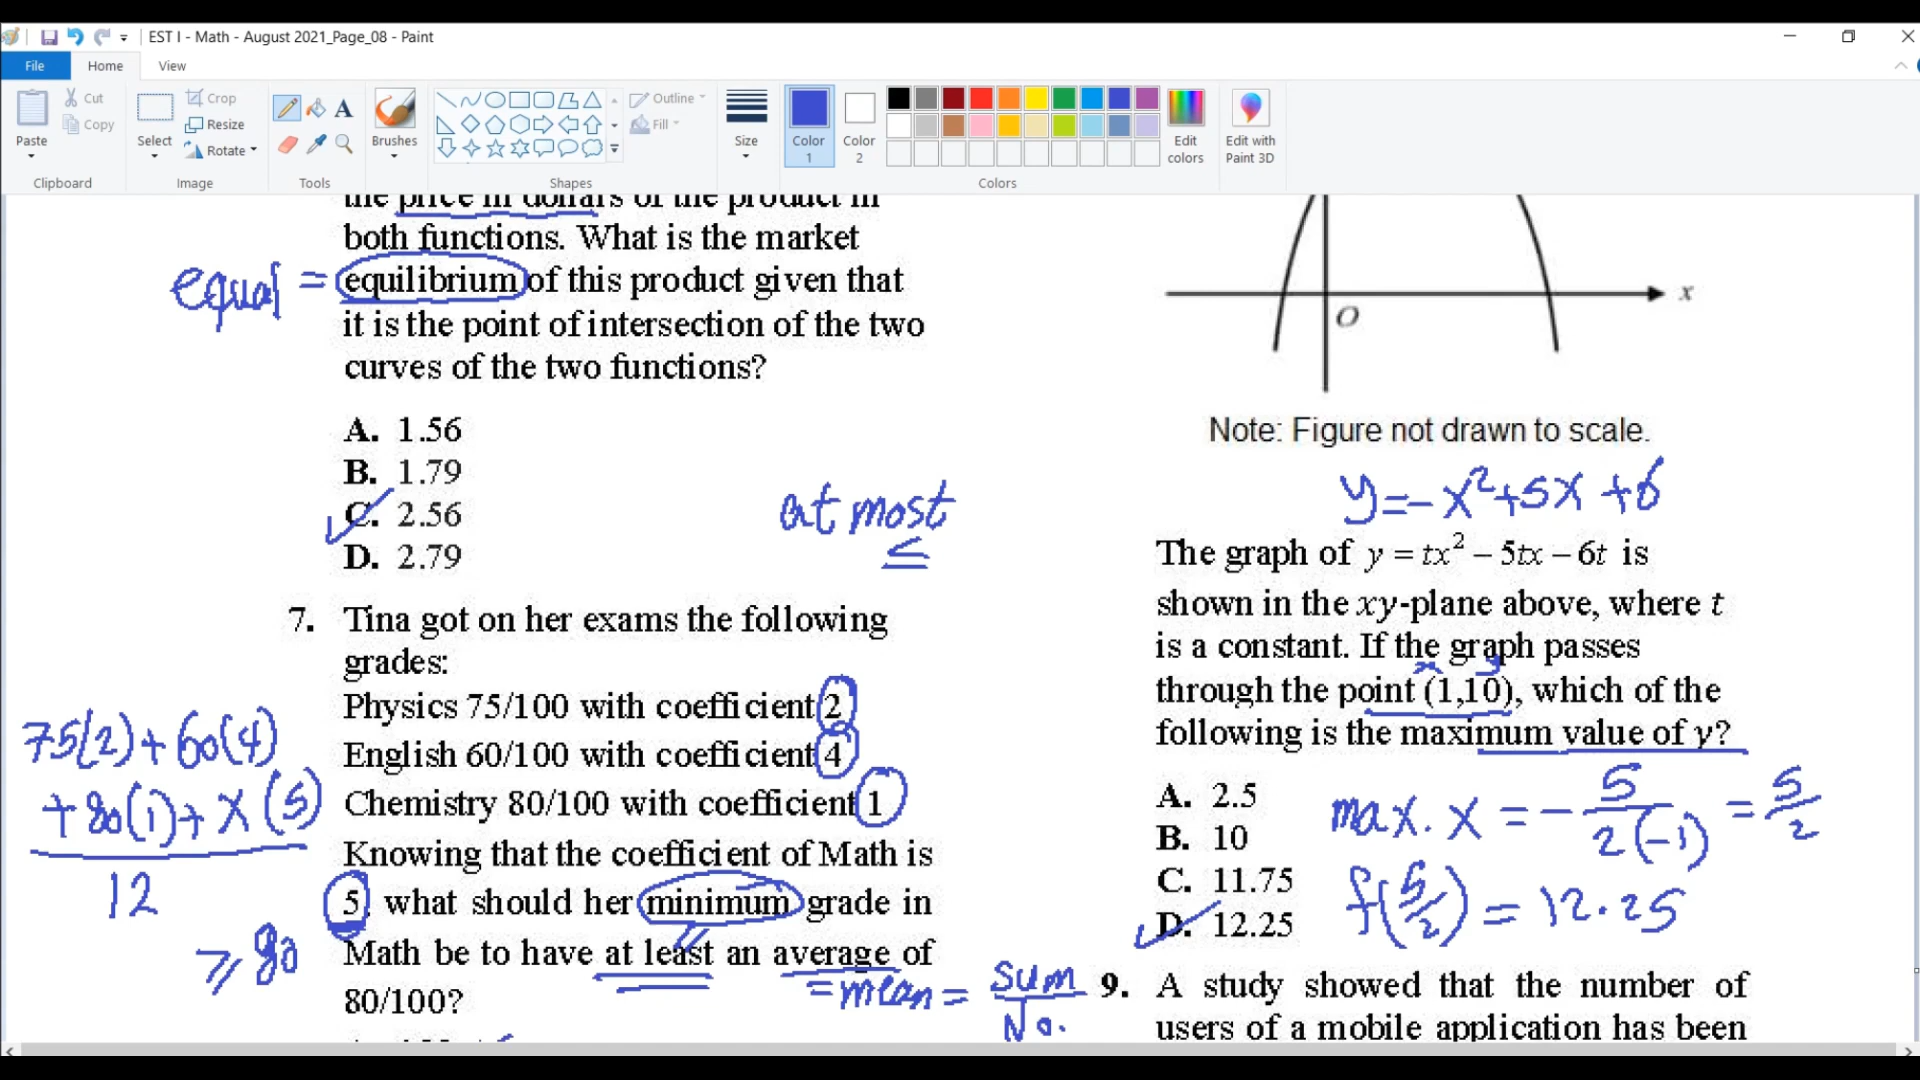 EST I - Math - August 2021_Page_08 - Paint
File
Home
View
Paste
Cut
Copy
Clipboard
Select
Crop
Resize
Rotate
Image
A
Tools
Brushes
Shapes
Outline
Fill
Size
Color
1
Color
2
Colors
Edit
colors
Edit with
Paint 3D
the price in dollars of the product in
both functions. What is the market
equal = equilibrium of this product given that
it is the point of intersection of the two
curves of the two functions?
A. 1.56
B. 1.79
C. 2.56
D. 2.79
at most
≤
7. Tina got on her exams the following
grades:
Physics 75/100 with coefficient 2
English 60/100 with coefficient 4
Chemistry 80/100 with coefficient 1
Knowing that the coefficient of Math is
5, what should her minimum grade in
Math be to have at least an average of
80/100?
75(2)+60(4)
+80(1)+x(5)
12
≥ 80
= mean = sum
No.
x
O
Note: Figure not drawn to scale.
y=-x²+5x+6
The graph of y = tx² − 5tx − 6t is
shown in the xy-plane above, where t
is a constant. If the graph passes
x y
through the point (1,10), which of the
following is the maximum value of y?
A. 2.5
B. 10
C. 11.75
D. 12.25
max. x = - 5/2(-1) = 5/2
f(5/2) = 12.25
9. A study showed that the number of
users of a mobile application has been